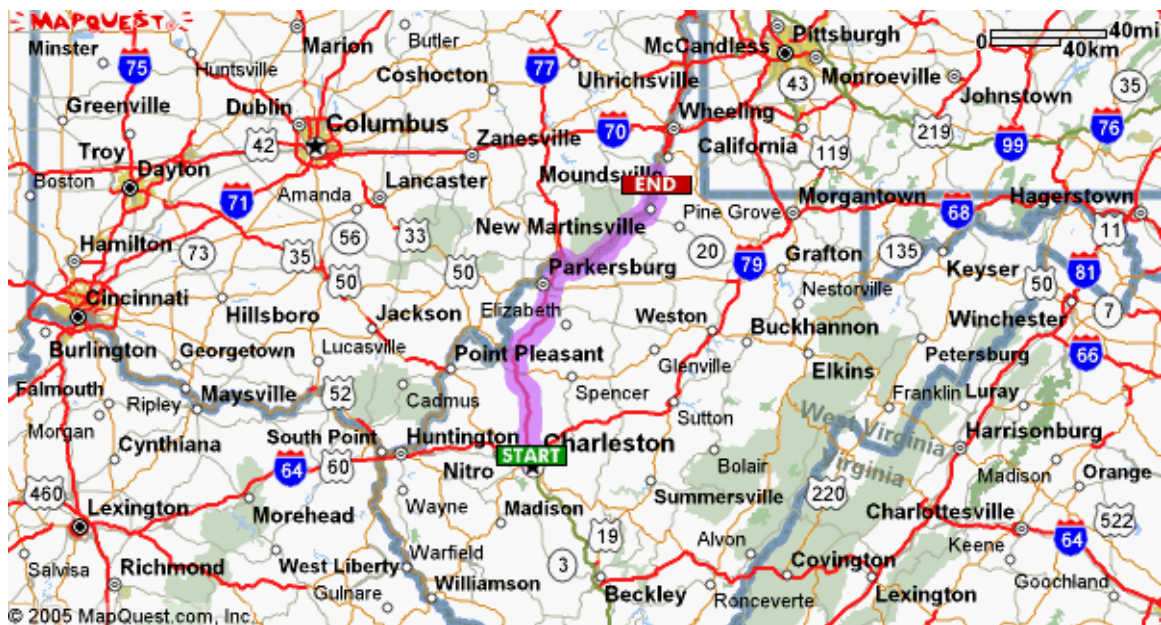 MAPQUEST
40mi
0
40km
Minster
Marion
Butler
77
Uhrichsville
McCandless
Pittsburgh
75
Huntsville
Coshocton
43
Monroeville
35
Greenville
Dublin
Columbus
Zanesville
70
Wheeling
Johnstown
76
42
California
219
99
Troy
Dayton
119
Boston
71
Amanda
Lancaster
Moundsville
END
Morgantown
Hagerstown
New Martinsville
Pine Grove
68
Hamilton
73
56
33
20
79
135
11
35
50
50
Parkersburg
Grafton
Keyser
50
81
Cincinnati
Hillsboro
Jackson
Elizabeth
Nestorville
7
Weston
Winchester
Burlington
Georgetown
Lucasville
Point Pleasant
Buckhannon
Glenville
Petersburg
66
Falmouth
Maysville
52
Spencer
Elkins
Franklin
Luray
Ripley
Cadmus
Sutton
West Virginia
Morgan
South Point
Huntington
Charleston
START
Harrisonburg
Cynthiana
64
60
Nitro
Bolair
Virginia
Madison
Orange
460
Wayne
Madison
Summersville
220
Lexington
Morehead
Charlottesville
522
19
Keene
64
Salvisa
Richmond
West Liberty
Warfield
3
Alvon
Covington
Goochland
Gulnare
Williamson
Beckley
Ronceverte
Lexington
© 2005 MapQuest.com, Inc.